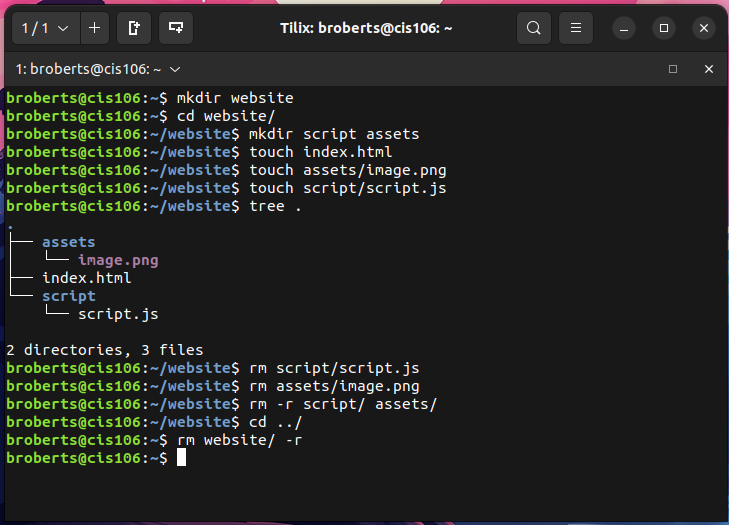 1 / 1
Tilix: broberts@cis106: ~
1: broberts@cis106: ~
broberts@cis106:~$ mkdir website
broberts@cis106:~$ cd website/
broberts@cis106:~/website$ mkdir script assets
broberts@cis106:~/website$ touch index.html
broberts@cis106:~/website$ touch assets/image.png
broberts@cis106:~/website$ touch script/script.js
broberts@cis106:~/website$ tree .
.
├── assets
│   └── image.png
├── index.html
└── script
    └── script.js
2 directories, 3 files
broberts@cis106:~/website$ rm script/script.js
broberts@cis106:~/website$ rm assets/image.png
broberts@cis106:~/website$ rm -r script/ assets/
broberts@cis106:~/website$ cd ../
broberts@cis106:~$ rm website/ -r
broberts@cis106:~$